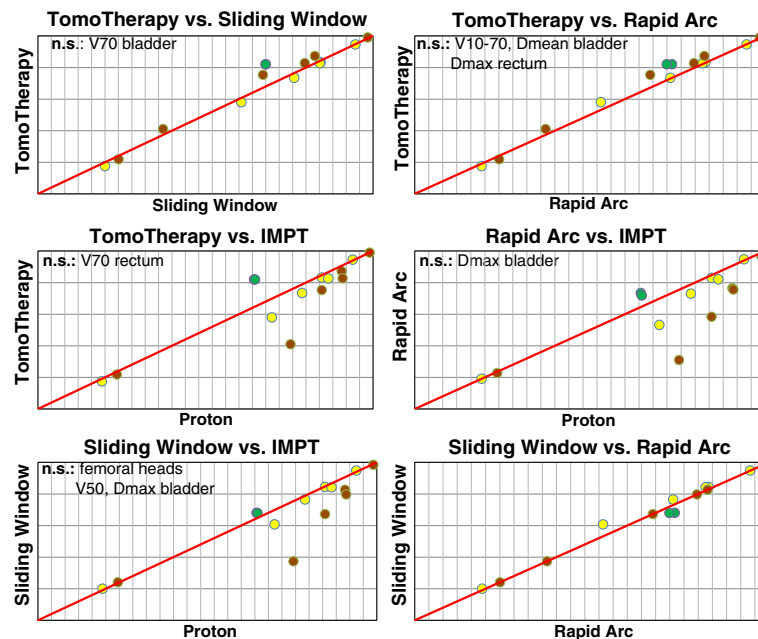 TomoTherapy vs. Sliding Window
n.s.: V70 bladder
TomoTherapy
Sliding Window
TomoTherapy vs. Rapid Arc
n.s.: V10-70, Dmean bladder
Dmax rectum
TomoTherapy
Rapid Arc
TomoTherapy vs. IMPT
n.s.: V70 rectum
TomoTherapy
Proton
Rapid Arc vs. IMPT
n.s.: Dmax bladder
Rapid Arc
Proton
Sliding Window vs. IMPT
n.s.: femoral heads
V50, Dmax bladder
Sliding Window
Proton
Sliding Window vs. Rapid Arc
Sliding Window
Rapid Arc